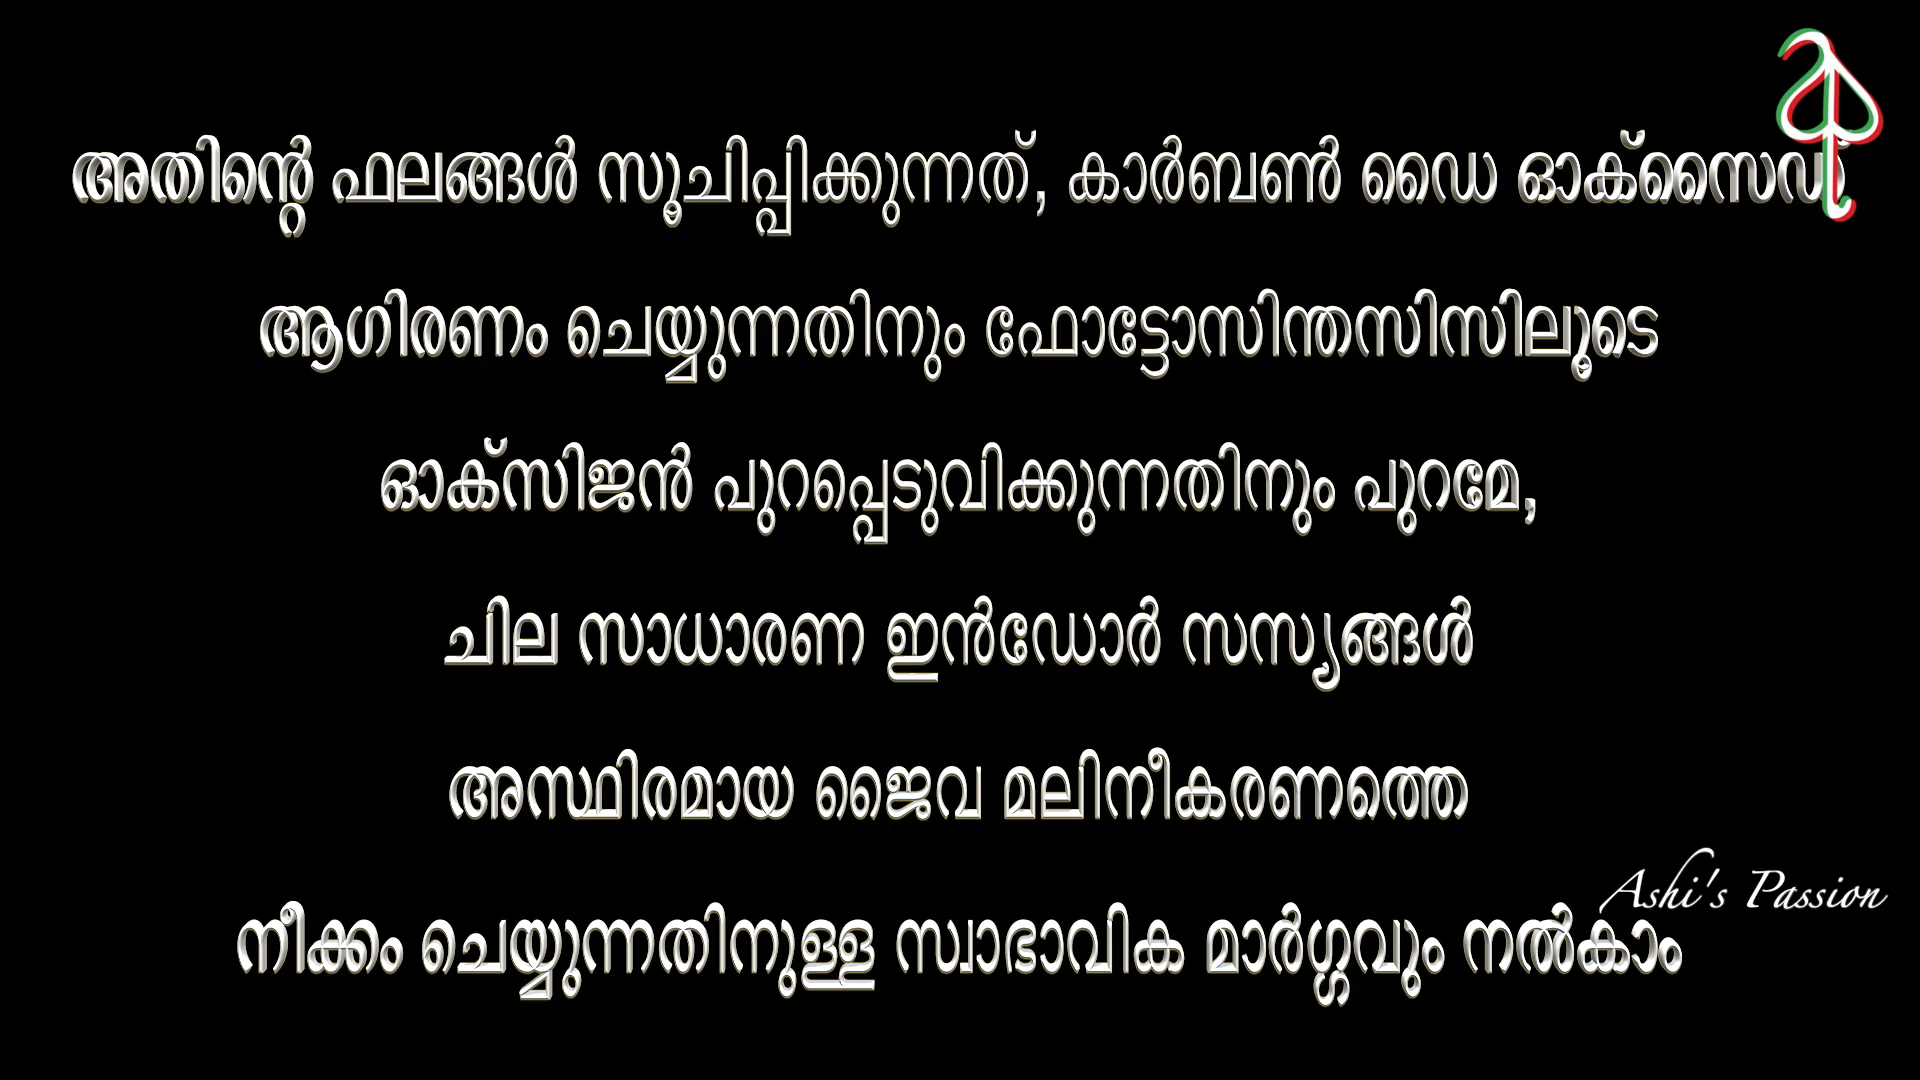 അതിന്റെ ഫലങ്ങൾ സൂചിപ്പിക്കുന്നത്, കാർബൺ ഡൈ ഓക്സൈഡ്
ആഗിരണം ചെയ്യുന്നതിനും ഫോട്ടോസിന്തസിസിലൂടെ
ഓക്സിജൻ പുറപ്പെടുവിക്കുന്നതിനും പുറമേ,
ചില സാധാരണ ഇൻഡോർ സസ്യങ്ങൾ
അസ്ഥിരമായ ജൈവ മലിനീകരണത്തെ
Ashi's Passion
നീക്കം ചെയ്യുന്നതിനുള്ള സ്വാഭാവിക മാർഗ്ഗവും നൽകാം